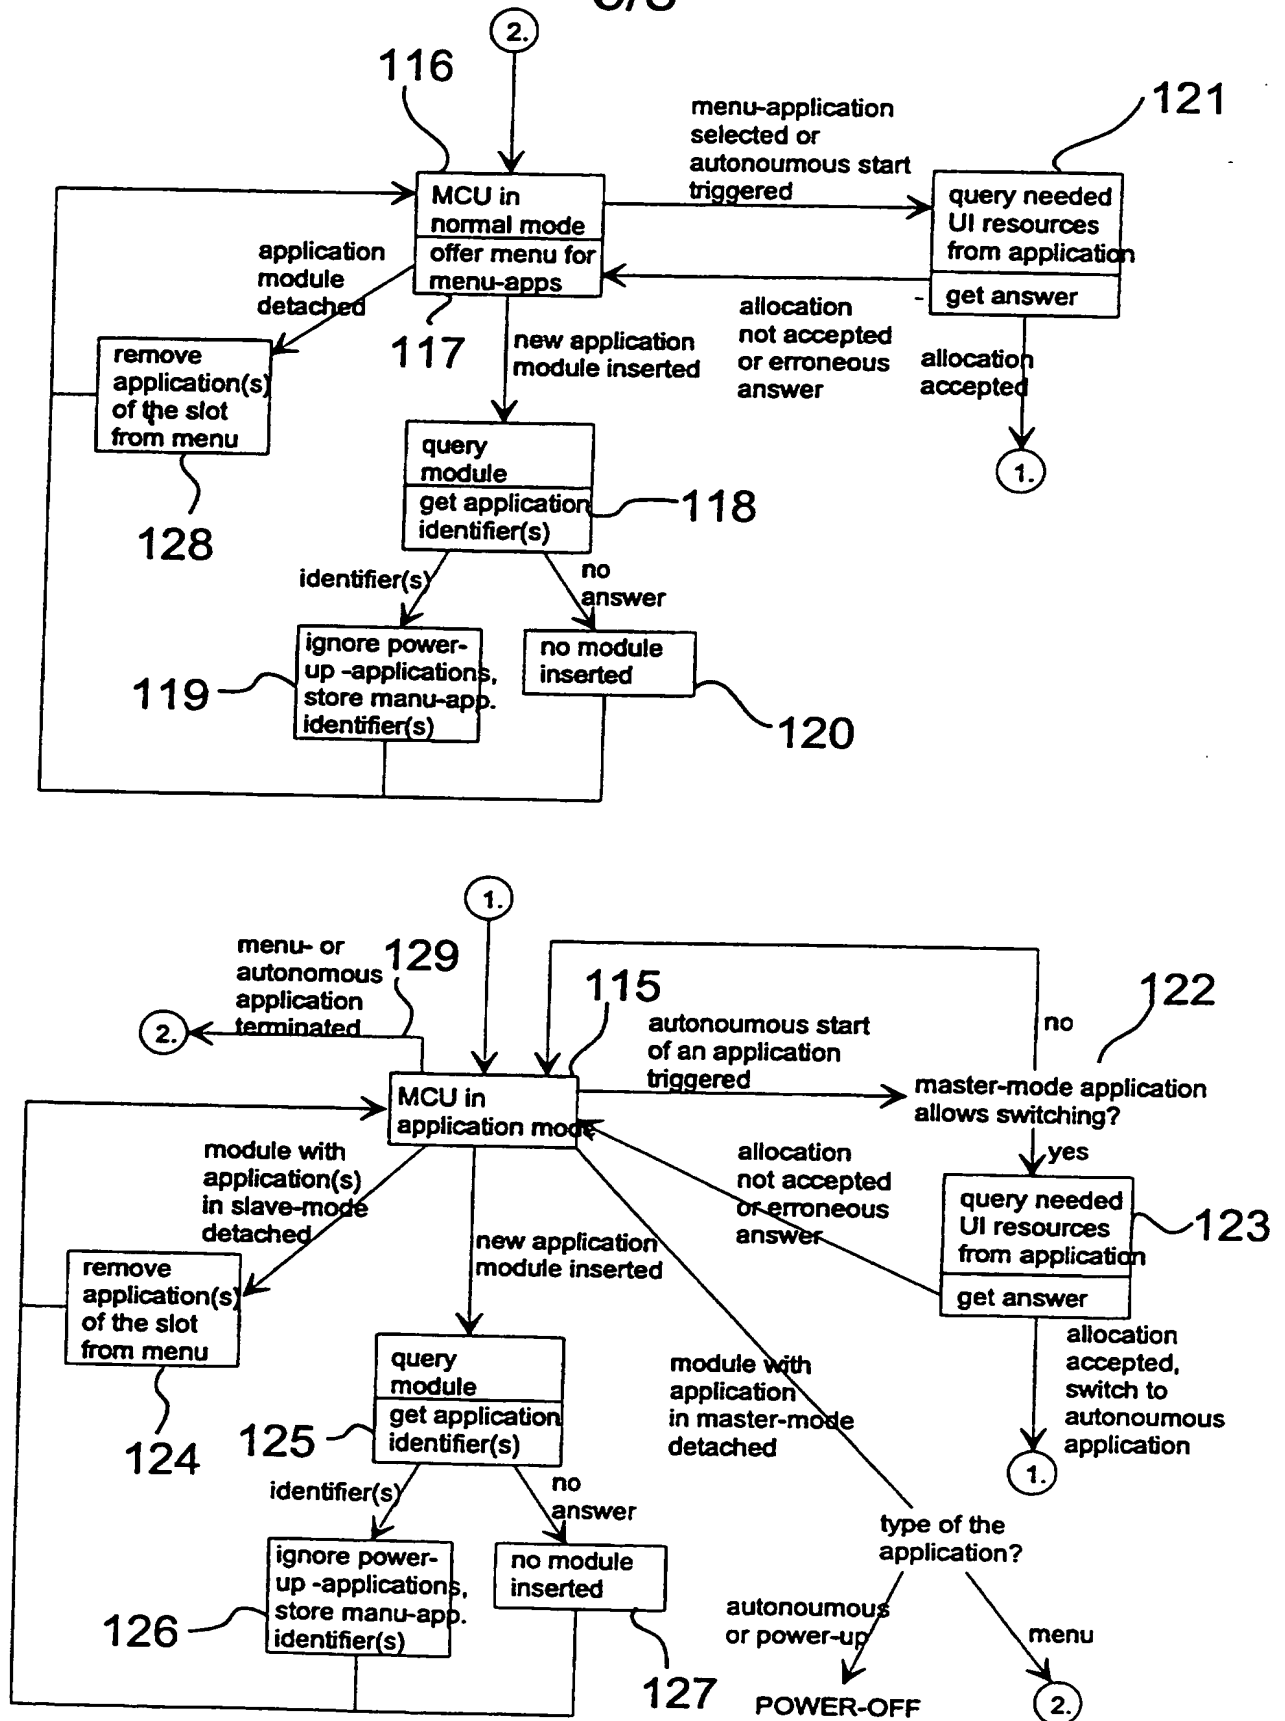 2.
116
121
menu-application
selected or
autonoumous start
triggered
MCU in
normal mode
offer menu for
menu-apps
query needed
UI resources
from application
get answer
application
module
detached
117
new application
module inserted
allocation
not accepted
or erroneous
answer
allocation
accepted
1.
remove
application(s)
of the slot
from menu
128
query
module
get application
identifier(s)
118
identifier(s)
no
answer
ignore power-
up -applications,
store manu-app.
identifier(s)
119
no module
inserted
120
1.
menu- or
autonomous
application
terminated
129
2.
115
122
autonoumous start
of an application
triggered
no
MCU in
application mode
master-mode application
allows switching?
yes
module with
application(s)
in slave-mode
detached
allocation
not accepted
or erroneous
answer
query needed
UI resources
from application
get answer
123
new application
module inserted
remove
application(s)
of the slot
from menu
124
query
module
get application
identifier(s)
125
module with
application
in master-mode
detached
allocation
accepted,
switch to
autonoumous
application
1.
identifier(s)
no
answer
type of the
application?
ignore power-
up -applications,
store manu-app.
identifier(s)
126
no module
inserted
127
autonoumous
or power-up
menu
POWER-OFF
2.